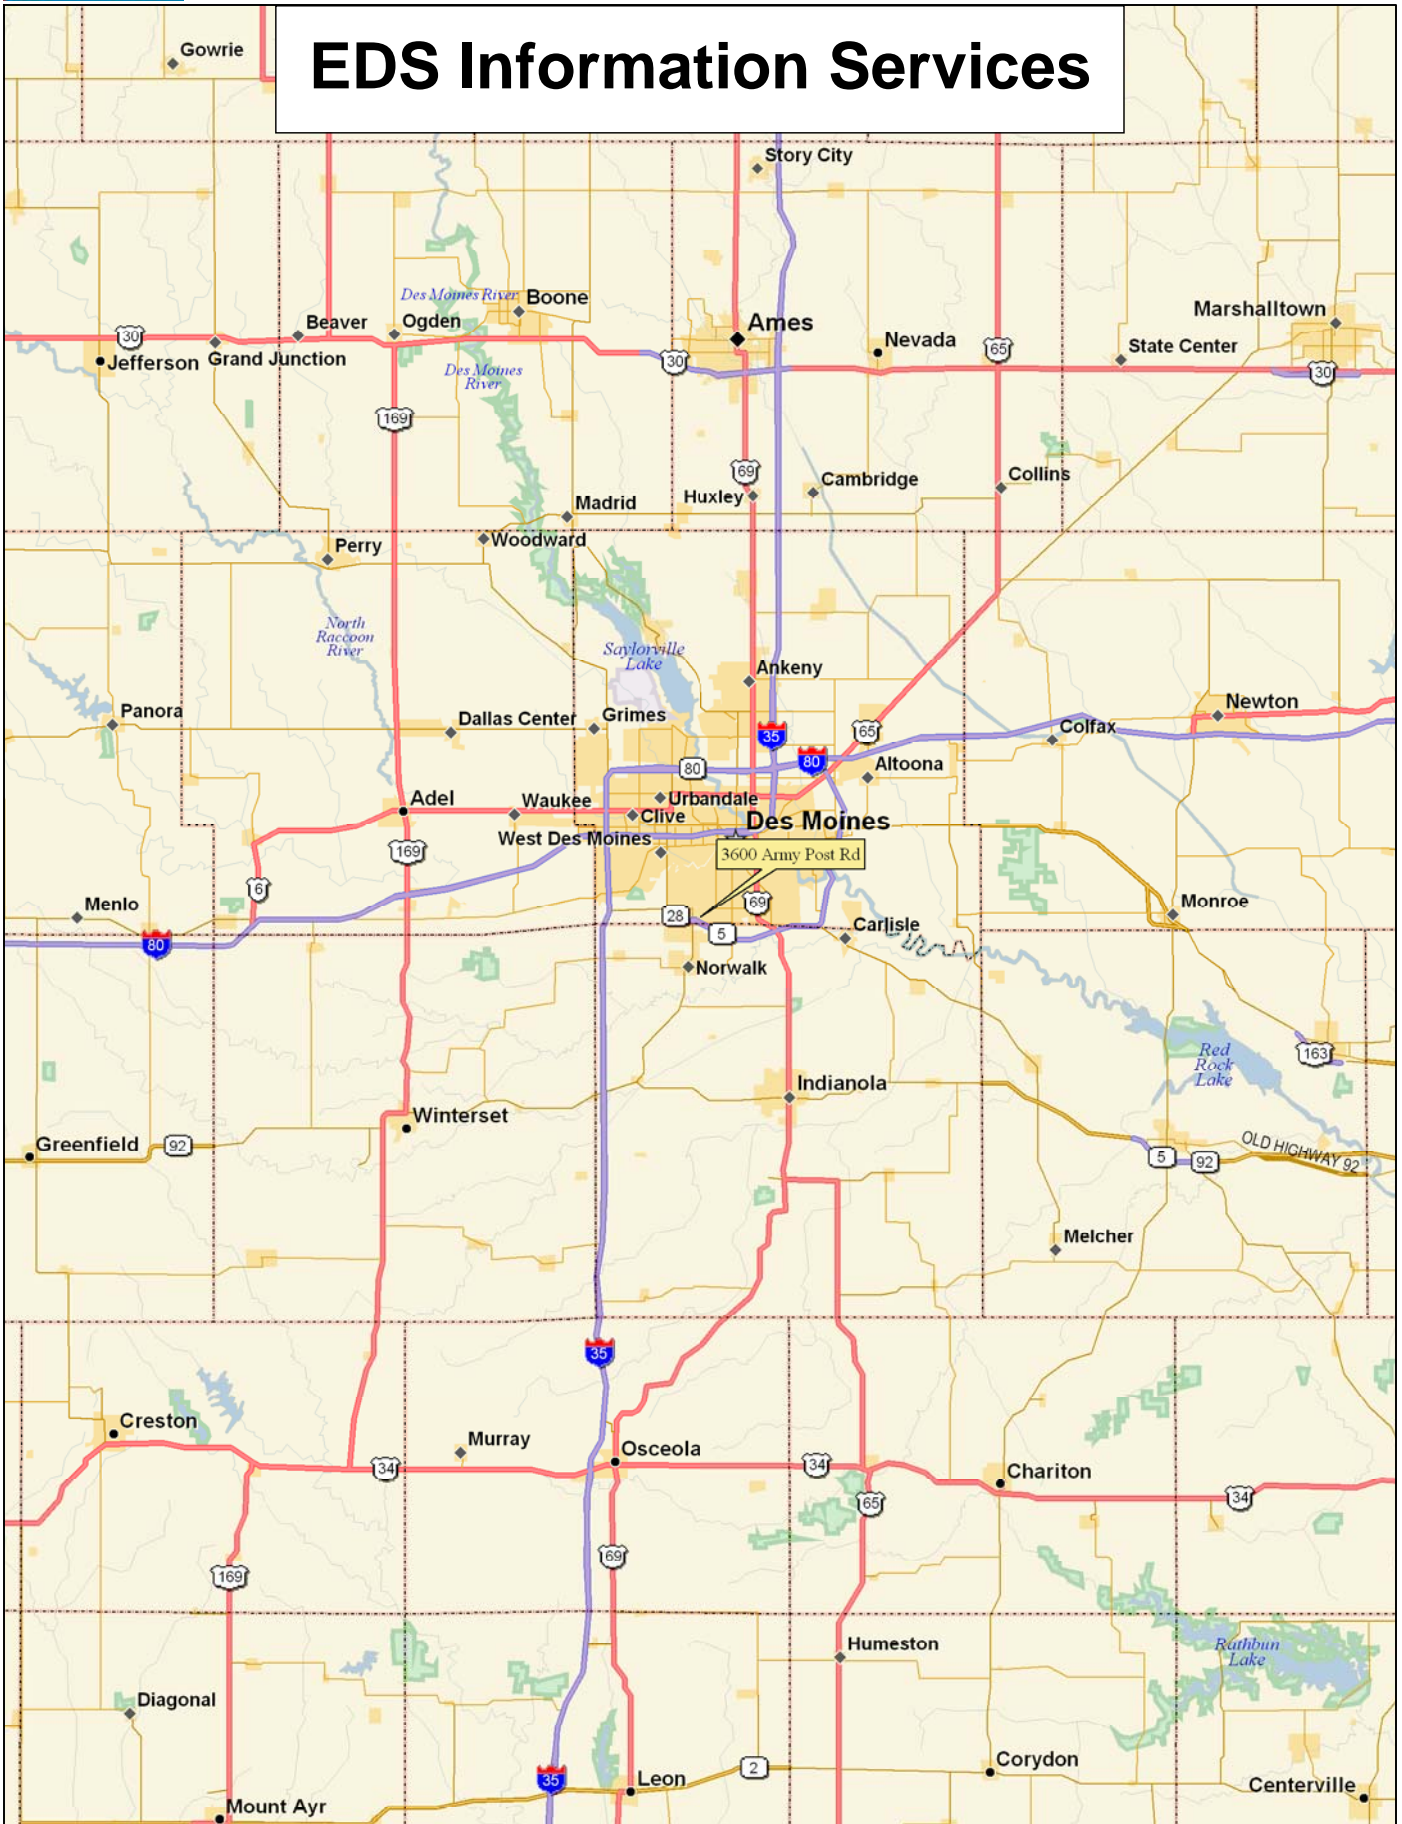 EDS Information Services
Gowrie
Story City
Des Moines River
Boone
Marshalltown
Beaver
Ogden
Ames
30
Jefferson
Grand Junction
Nevada
65
State Center
30
30
Des Moines
River
169
69
Huxley
Cambridge
Collins
Madrid
Woodward
Perry
North
Raccoon
River
Saylorville
Lake
Ankeny
Panora
Dallas Center
Grimes
Newton
35
65
Colfax
80
80
Altoona
Adel
Waukee
Urbandale
Clive
Des Moines
West Des Moines
169
3600 Army Post Rd
6
69
Menlo
28
Monroe
80
5
Carlisle
Norwalk
Red
Rock
Lake
163
Indianola
Winterset
Greenfield
92
5
92
OLD HIGHWAY 92
Melcher
35
Creston
Murray
Osceola
34
34
Chariton
65
34
69
169
Humeston
Rathbun
Lake
Diagonal
2
Corydon
35
Leon
Centerville
Mount Ayr